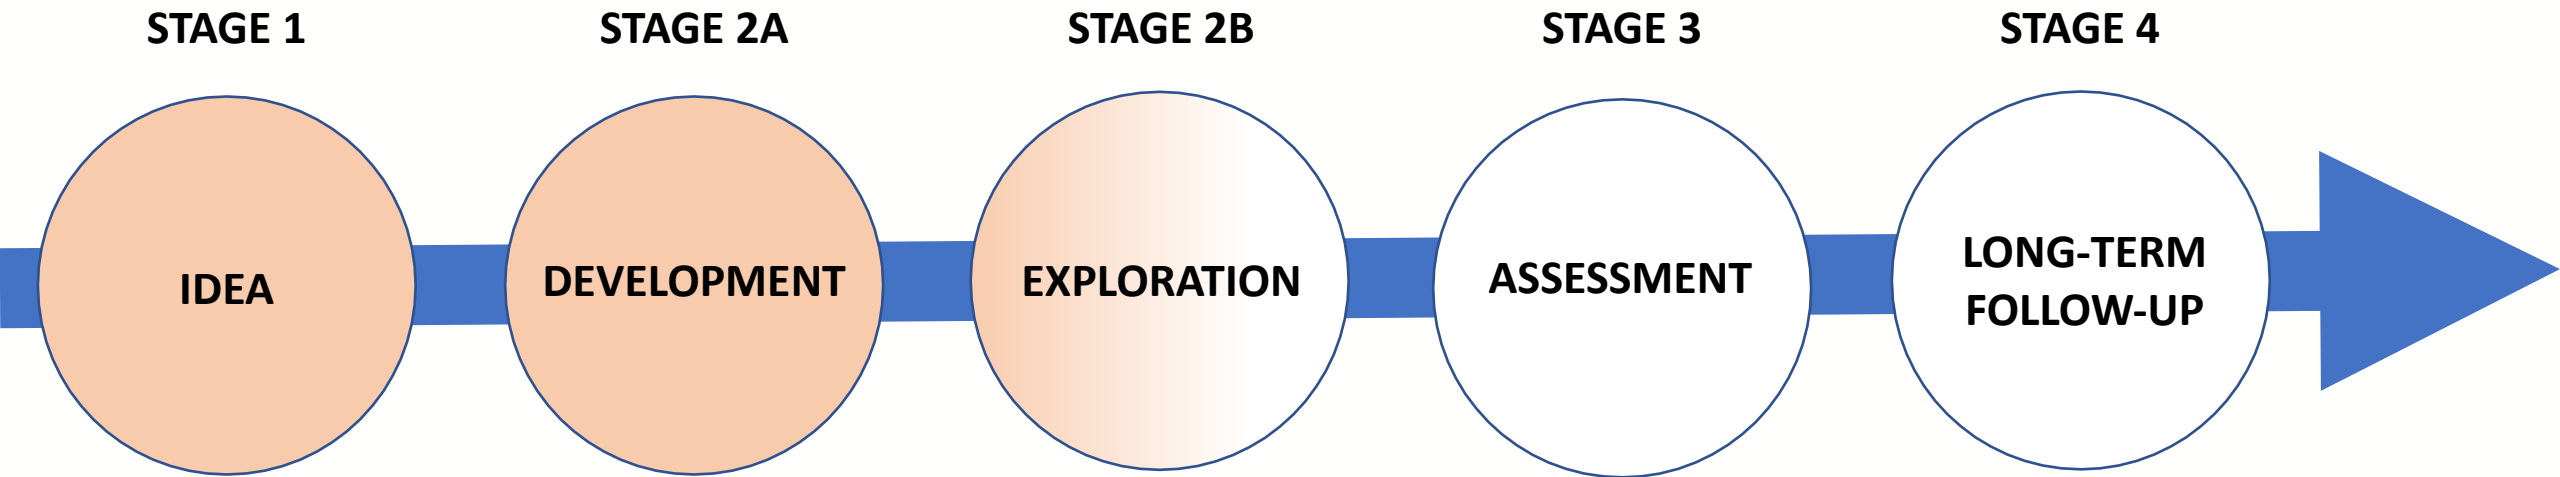 STAGE 1
STAGE 2A
STAGE 2B
STAGE 3
STAGE 4
IDEA
DEVELOPMENT
EXPLORATION
ASSESSMENT
LONG-TERM
FOLLOW-UP